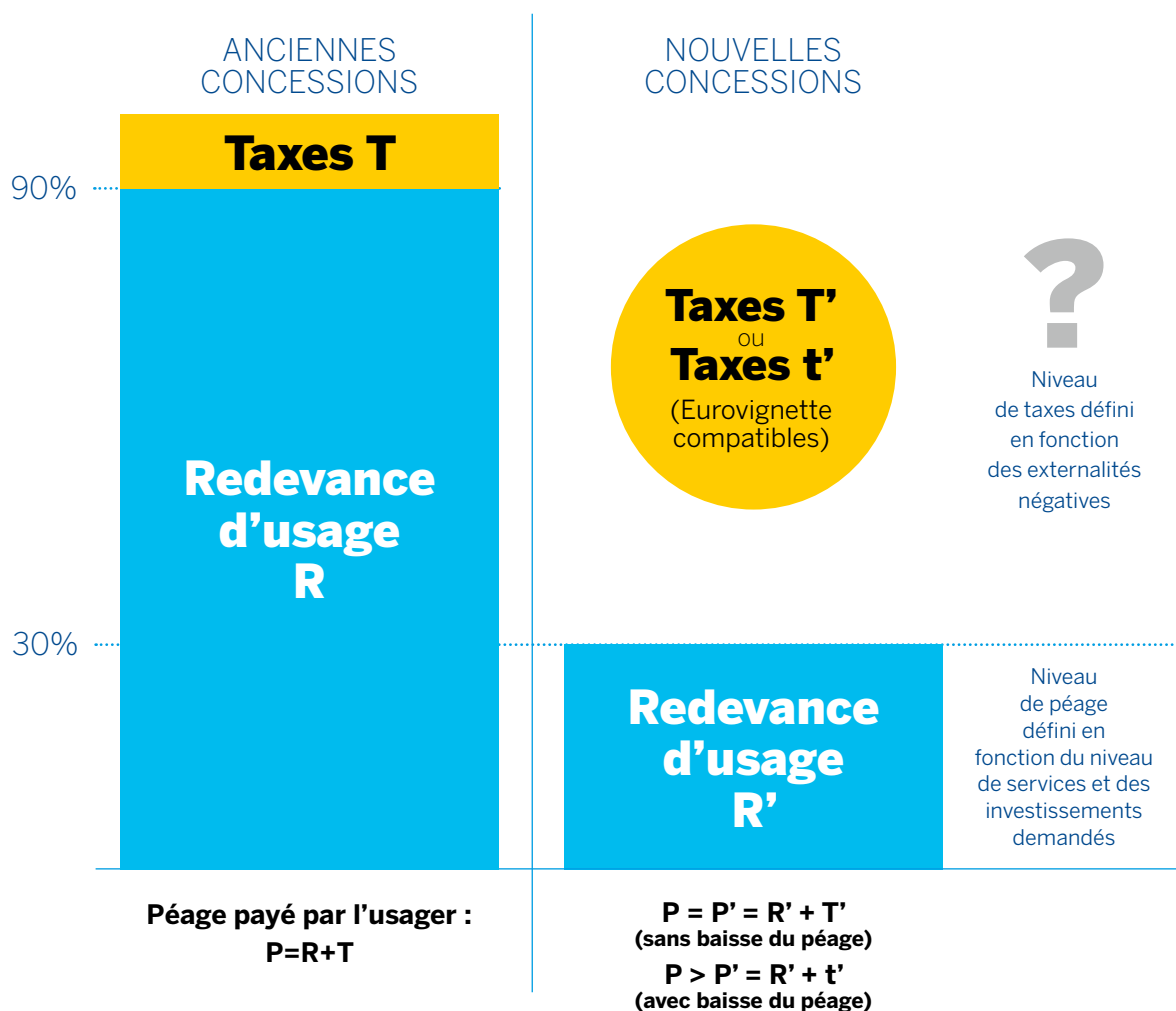 ANCIENNES
CONCESSIONS
Taxes T
90%
Redevance
d’usage
R
30%
Péage payé par l’usager :
P=R+T
NOUVELLES
CONCESSIONS
Taxes T’
ou
Taxes t’
(Eurovignette
compatibles)
?
Niveau
de taxes défini
en fonction
des externalités
négatives
Redevance
d’usage
R’
Niveau
de péage
défini en
fonction du niveau
de services et des
investissements
demandés
P = P’ = R’ + T’
(sans baisse du péage)
P > P’ = R’ + t’
(avec baisse du péage)